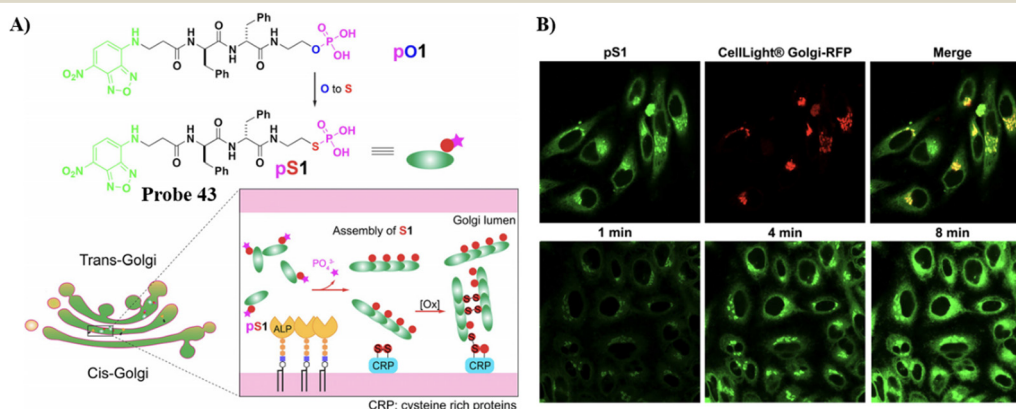 A)
Ph
H
N
O
H
N
O
N
H
O
N
H
O
P
OH
OH
pO1
Ph
O₂N
N
O
N
O to S
Ph
H
N
O
H
N
O
N
H
O
N
H
S
P
O
OH
OH
pS1
Ph
O₂N
N
O
N
Probe 43
Golgi lumen
Assembly of S1
PO₄³⁻
[Ox]
S S
S S
S S
pS1
ALP
S S
CRP
S
CRP
Trans-Golgi
Cis-Golgi
CRP: cysteine rich proteins
B)
pS1
CellLight® Golgi-RFP
Merge
1 min
4 min
8 min